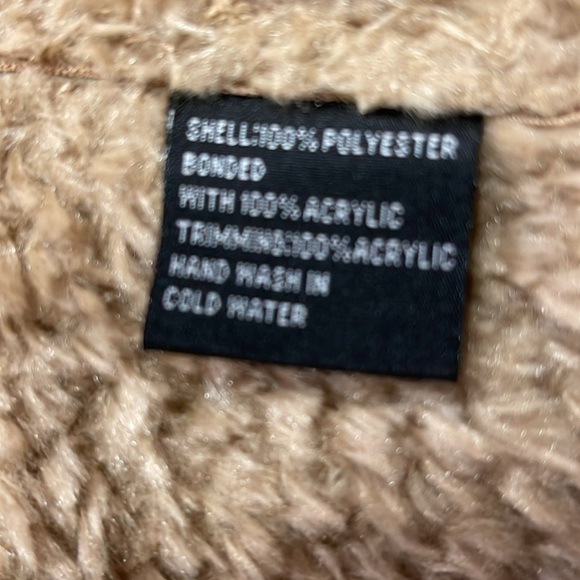 SHELL:100% POLYESTER
BONDED
WITH 100% ACRYLIC
TRIMMING:100% ACRYLIC
HAND WASH IN
COLD WATER